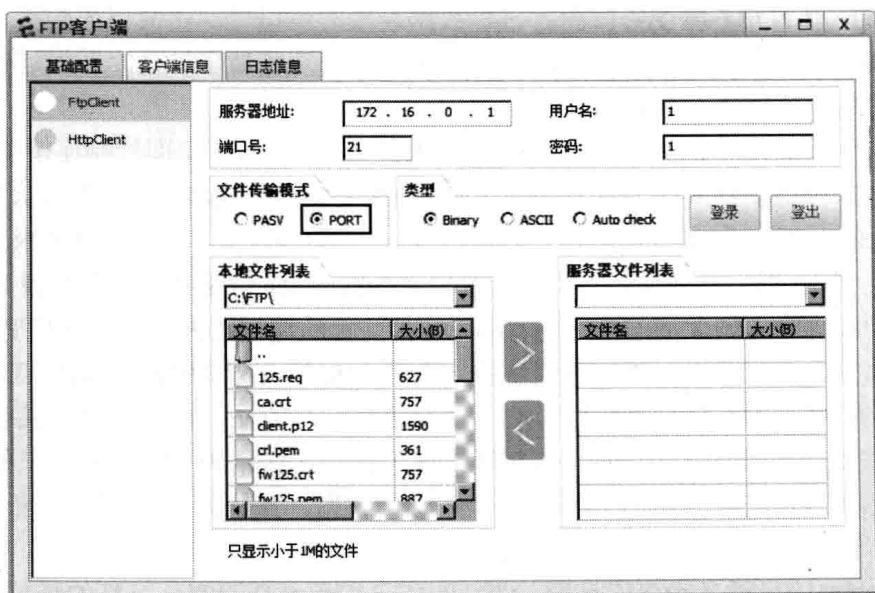 FTP客户端
基础配置 客户端信息 日志信息
FtpClient
HttpClient
服务器地址: 172 . 16 . 0 . 1 用户名: 1
端口号: 21 密码: 1
文件传输模式 类型
PASV PORT Binary ASCII Auto check 登录 登出
本地文件列表 服务器文件列表
C:\FTP\
文件名 大小(B) 文件名 大小(B)
..
125.req 627
ca.crt 757
client.p12 1590
crl.pem 361
fw125.crt 757
fw125.pem 887
只显示小于1M的文件